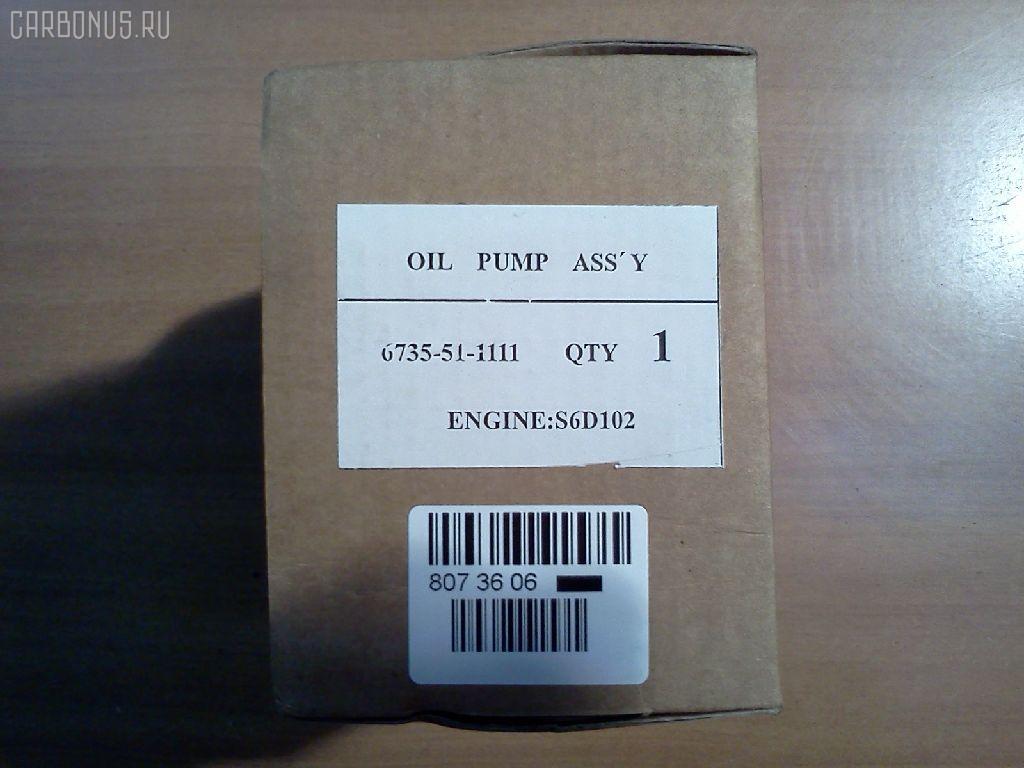 CARBONUS.RU
OIL PUMP ASS´Y
6735-51-1111 QTY 1
ENGINE:S6D102
807 36 06